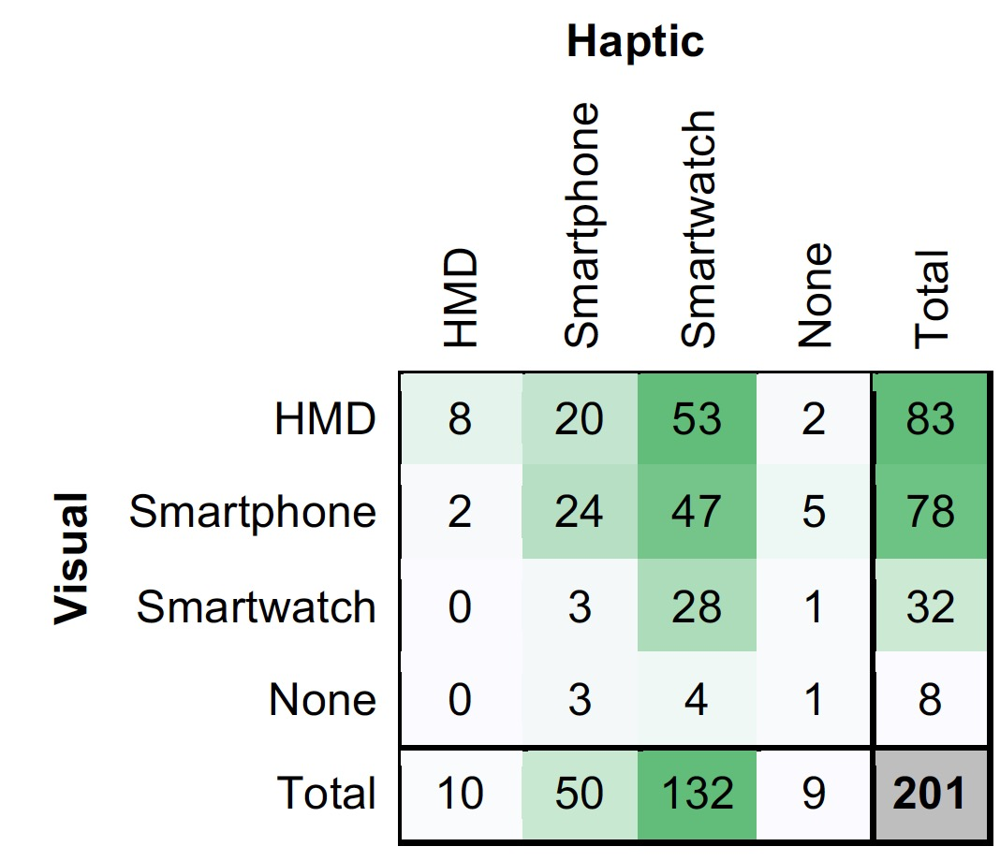 Haptic
HMD Smartphone Smartwatch None Total
Visual
HMD 8 20 53 2 83
Smartphone 2 24 47 5 78
Smartwatch 0 3 28 1 32
None 0 3 4 1 8
Total 10 50 132 9 201